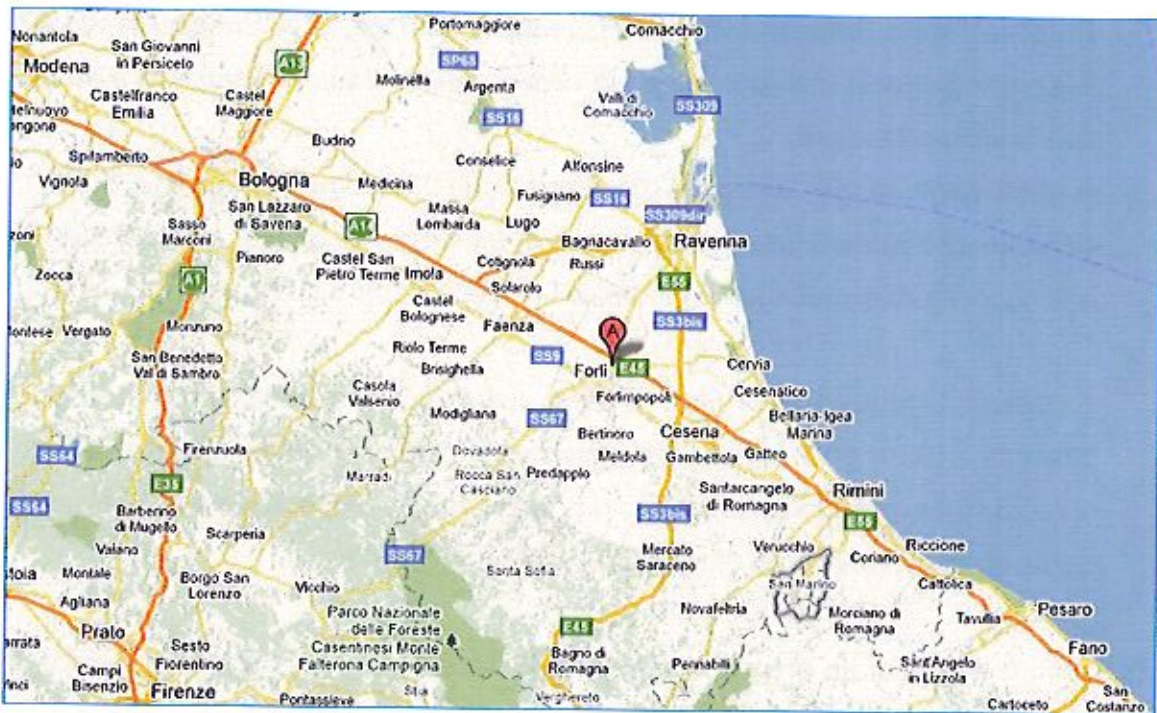 Portomaggiore
Comacchio
Nonantola
San Giovanni
in Persiceto
A13
SP68
Modena
Molinella
Argenta
Valli di
Comacchio
SS309
Castelfranco
Emilia
Castel
Maggiore
SS16
Budrio
Spilamberto
Conselice
Alfonsine
Vignola
Bologna
Medicina
Fusignano
SS16
San Lazzaro
di Savena
Massa
Lombarda
Lugo
SS309dir
Sasso
Marconi
A14
Bagnacavallo
Ravenna
Zocca
Pianoro
Castel San
Pietro Terme
Imola
Cotignola
Russi
A1
Solarolo
E55
Castel
Bolognese
Faenza
SS3bis
Vergato
Monzuno
A
Riolo Terme
SS9
San Benedetto
Val di Sambro
Brisighella
Forlì
E45
Cervia
Casola
Valsenio
Cesenatico
Forlimpopoli
Modigliana
SS67
Bellaria-Igea
Marina
Bertinoro
Cesena
SS64
Firenzuola
Dovadola
Meldola
Gambettola
Gatteo
Marradi
Rocca San
Casciano
Predappio
E35
Santarcangelo
di Romagna
Rimini
SS64
Barberino
di Mugello
SS3bis
E55
Scarperia
Vaiano
SS67
Mercato
Saraceno
Verucchio
Coriano
Riccione
Montale
Borgo San
Lorenzo
Vicchio
Santa Sofia
San Marino
Cattolica
Agliana
Parco Nazionale
delle Foreste
Casentinesi Monte
Falterona Campigna
Novafeltria
Morciano di
Romagna
Tavullia
Pesaro
Prato
Sesto
Fiorentino
E45
Fano
Campi
Bisenzio
Bagno di
Romagna
Pennabilli
Sant'Angelo
in Lizzola
Firenze
Pontassieve
Stia
Verghereto
Cartoceto
San
Costanzo